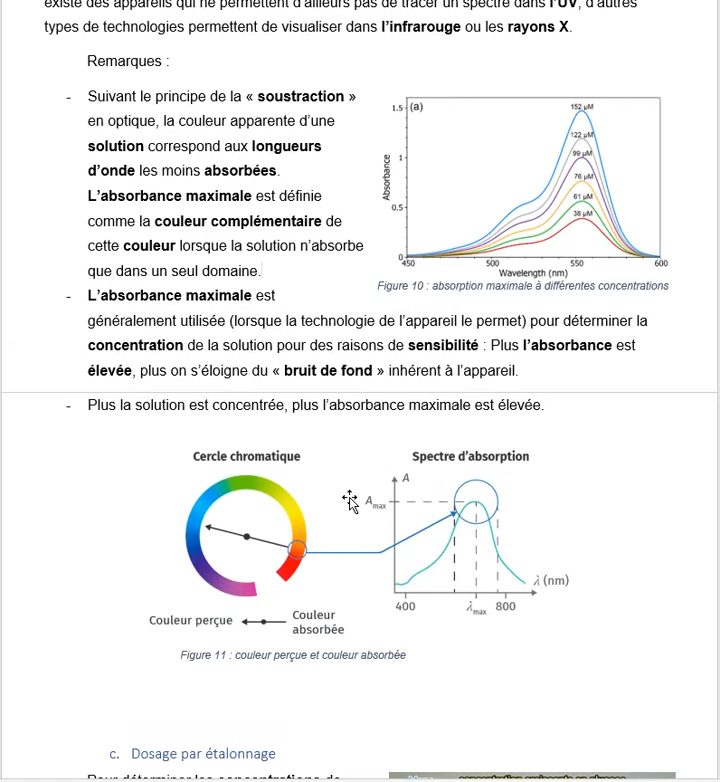 existe des appareils qui ne permettent d'ailleurs pas de tracer un spectre dans l'UV, d'autres
types de technologies permettent de visualiser dans l'infrarouge ou les rayons X.
Remarques :
- Suivant le principe de la « soustraction »
en optique, la couleur apparente d'une
solution correspond aux longueurs
d'onde les moins absorbées.
L'absorbance maximale est définie
comme la couleur complémentaire de
cette couleur lorsque la solution n'absorbe
que dans un seul domaine.
(a)
1.5
1
0.5
0
Absorbance
152 µM
122 µM
99 µM
76 µM
61 µM
38 µM
450 500 550 600
Wavelength (nm)
Figure 10 : absorption maximale à différentes concentrations
- L'absorbance maximale est
généralement utilisée (lorsque la technologie de l'appareil le permet) pour déterminer la
concentration de la solution pour des raisons de sensibilité : Plus l'absorbance est
élevée, plus on s'éloigne du « bruit de fond » inhérent à l'appareil.
- Plus la solution est concentrée, plus l'absorbance maximale est élevée.
Cercle chromatique
Couleur perçue
Couleur
absorbée
Spectre d'absorption
A
Amax
λ (nm)
400 λmax 800
Figure 11 : couleur perçue et couleur absorbée
c. Dosage par étalonnage